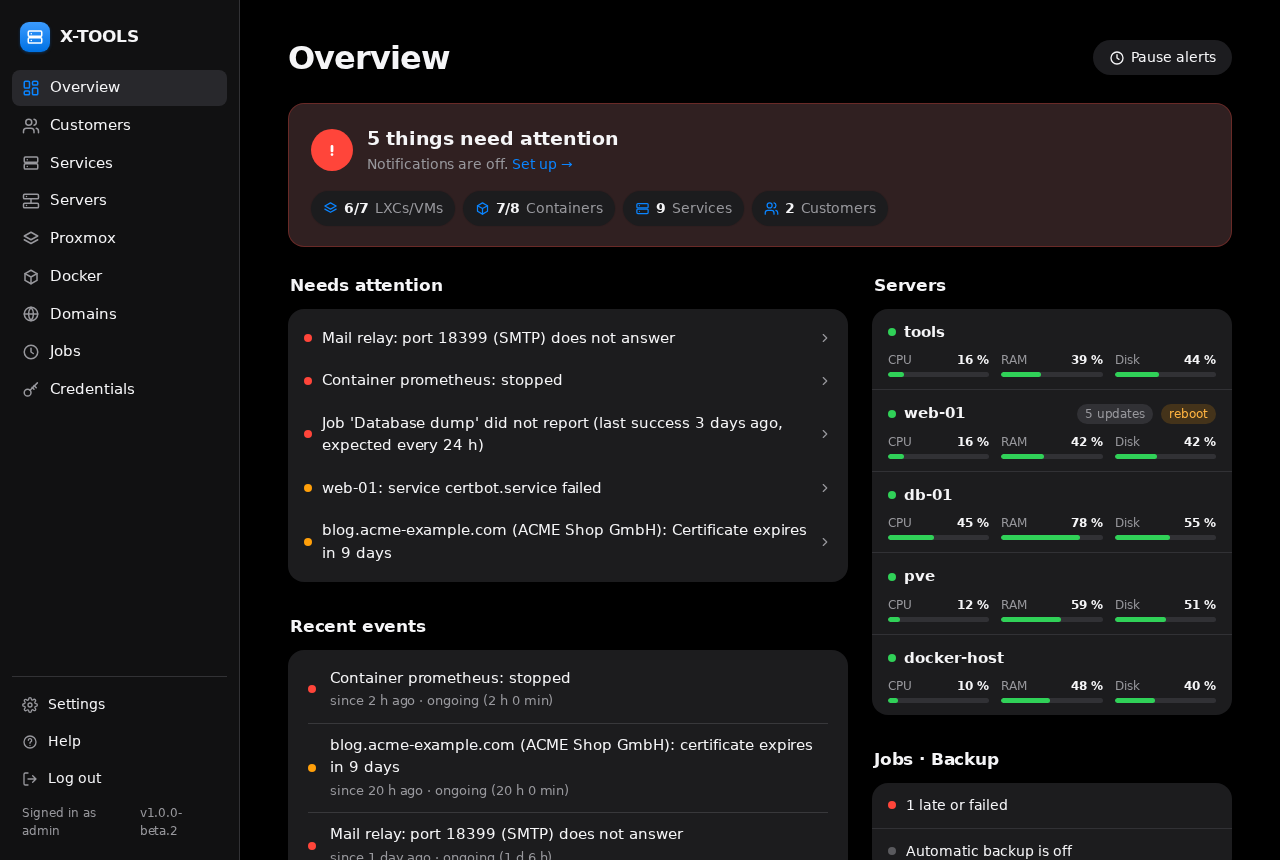 X-TOOLS
Overview
Customers
Services
Servers
Proxmox
Docker
Domains
Jobs
Credentials
Settings
Help
Log out
Signed in as
admin
v1.0.0-
beta.2
Overview
Pause alerts
5 things need attention
Notifications are off. Set up →
6/7 LXCs/VMs
7/8 Containers
9 Services
2 Customers
Needs attention
Mail relay: port 18399 (SMTP) does not answer
Container prometheus: stopped
Job 'Database dump' did not report (last success 3 days ago,
expected every 24 h)
web-01: service certbot.service failed
blog.acme-example.com (ACME Shop GmbH): Certificate expires
in 9 days
Recent events
Container prometheus: stopped
since 2 h ago · ongoing (2 h 0 min)
blog.acme-example.com (ACME Shop GmbH): certificate expires
in 9 days
since 20 h ago · ongoing (20 h 0 min)
Mail relay: port 18399 (SMTP) does not answer
since 1 day ago · ongoing (1 d 6 h)
Servers
tools
CPU 16 % RAM 39 % Disk 44 %
web-01 5 updates reboot
CPU 16 % RAM 42 % Disk 42 %
db-01
CPU 45 % RAM 78 % Disk 55 %
pve
CPU 12 % RAM 59 % Disk 51 %
docker-host
CPU 10 % RAM 48 % Disk 40 %
Jobs · Backup
1 late or failed
Automatic backup is off